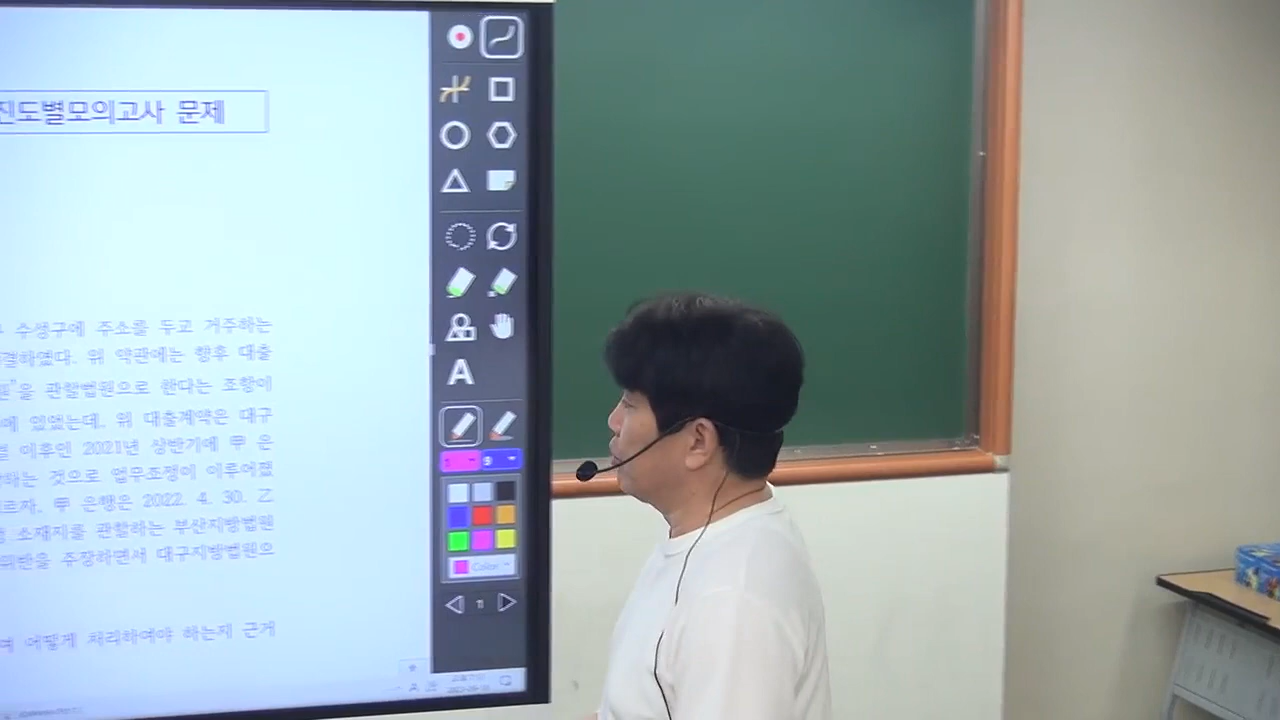 진도별모의고사 문제
수성구에 주소를 두고 거주하는
결하였다. 위 약관에는 향후 대출
을 관할법원으로 한다는 조항이
에 있었는데, 위 대출계약은 대구
이후인 2021년 상반기에 甲 은
하는 것으로 업무조정이 이루어졌
르자, 甲 은행은 2022. 4. 30. 乙
소재지를 관할하는 부산지방법원
위반을 주장하면서 대구지방법원으
어떻게 처리하여야 하는지 근거
A
Color